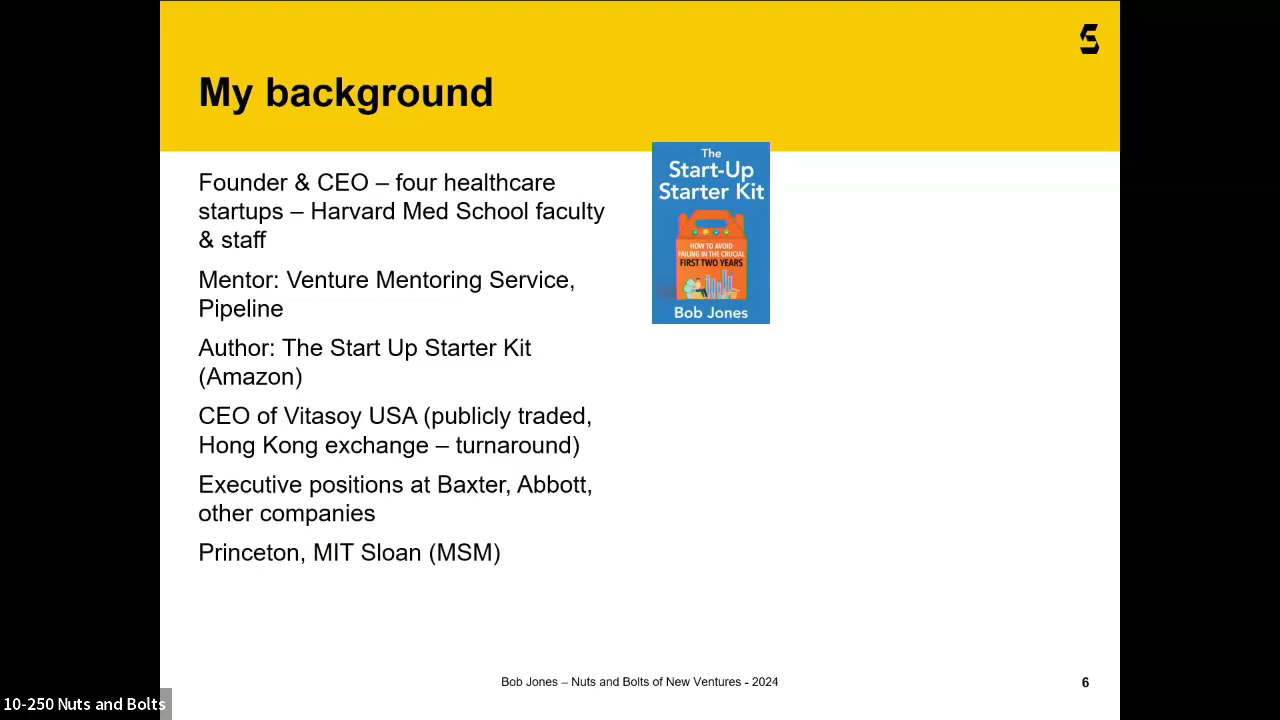 My background
Founder & CEO – four healthcare
startups – Harvard Med School faculty
& staff
Mentor: Venture Mentoring Service,
Pipeline
Author: The Start Up Starter Kit
(Amazon)
CEO of Vitasoy USA (publicly traded,
Hong Kong exchange – turnaround)
Executive positions at Baxter, Abbott,
other companies
Princeton, MIT Sloan (MSM)
The
Start-Up
Starter Kit
HOW TO AVOID
FAILING IN THE CRUCIAL
FIRST TWO YEARS
Bob Jones
Bob Jones – Nuts and Bolts of New Ventures - 2024
6
10-250 Nuts and Bolts